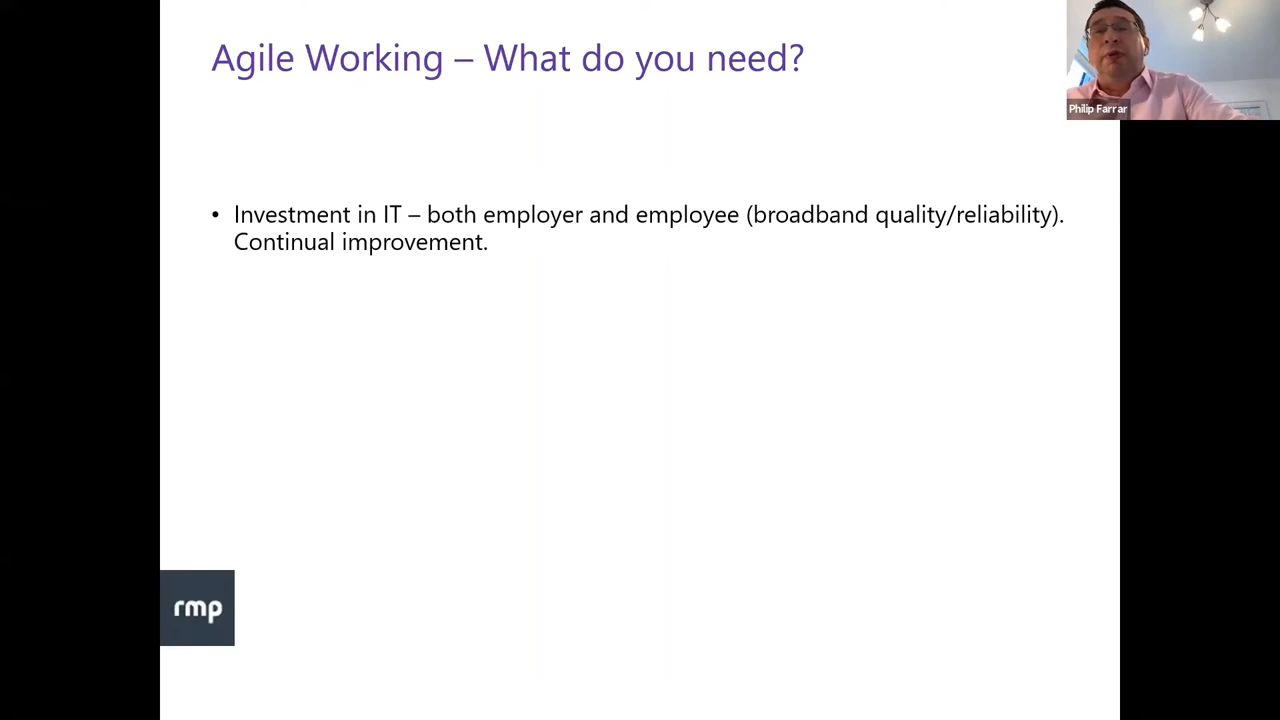 Agile Working – What do you need?
Philip Farrar
• Investment in IT – both employer and employee (broadband quality/reliability).
Continual improvement.
rmp